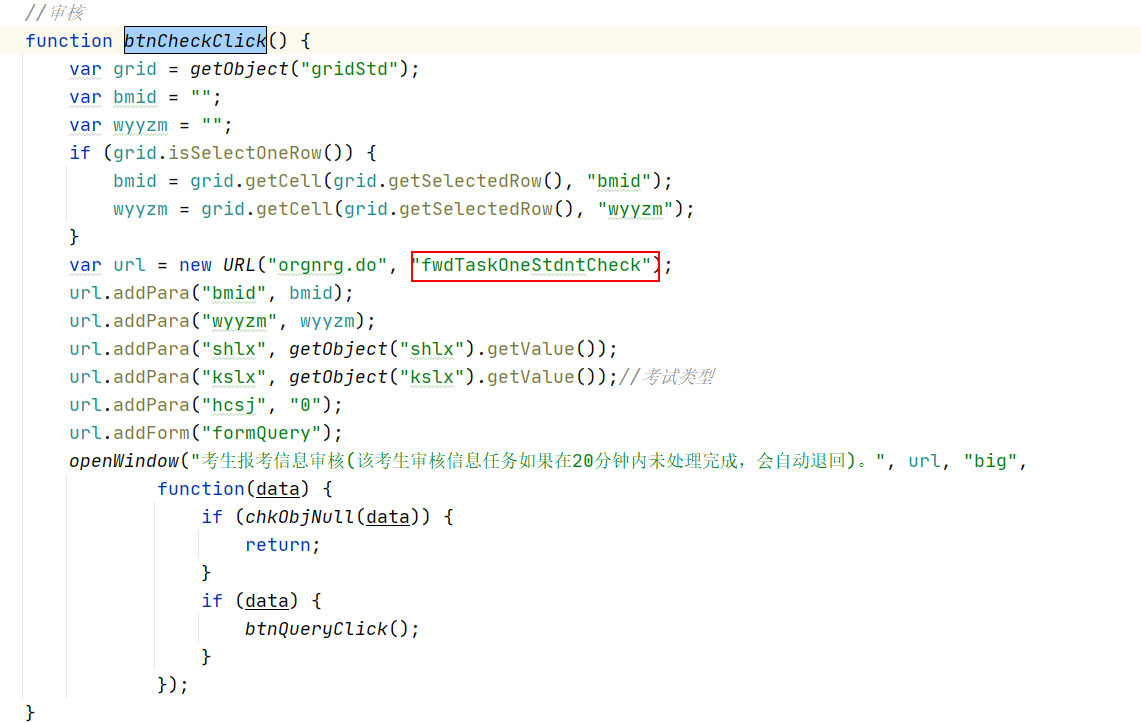 //审核
function btnCheckClick() {
var grid = getObject("gridStd");
var bmid = "";
var wyyzm = "";
if (grid.isSelectOneRow()) {
bmid = grid.getCell(grid.getSelectedRow(), "bmid");
wyyzm = grid.getCell(grid.getSelectedRow(), "wyyzm");
}
var url = new URL("orgnrg.do", "fwdTaskOneStdntCheck");
url.addPara("bmid", bmid);
url.addPara("wyyzm", wyyzm);
url.addPara("shlx", getObject("shlx").getValue());
url.addPara("kslx", getObject("kslx").getValue());//考试类型
url.addPara("hcsj", "0");
url.addForm("formQuery");
openWindow("考生报考信息审核(该考生审核信息任务如果在20分钟内未处理完成，会自动退回)。", url, "big",
function(data) {
if (chkObjNull(data)) {
return;
}
if (data) {
btnQueryClick();
}
});
}